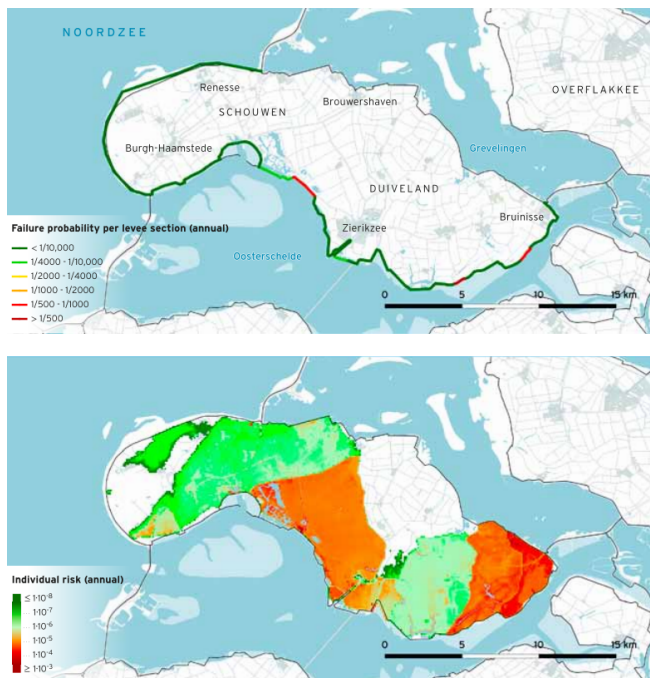 NOORDZEE
OVERFLAKKEE
Renesse
SCHOUWEN
Brouwershaven
Burgh-Haamstede
Grevelingen
DUIVELAND
Bruinisse
Zierikzee
Oosterschelde
Failure probability per levee section (annual)
< 1/10,000
1/4000 - 1/10,000
1/2000 - 1/4000
1/1000 - 1/2000
1/500 - 1/1000
> 1/500
0 5 10 15 km
Individual risk (annual)
≤ 1·10-8
1·10-7
1·10-6
1·10-5
1·10-4
≥ 1·10-3
0 5 10 15 km